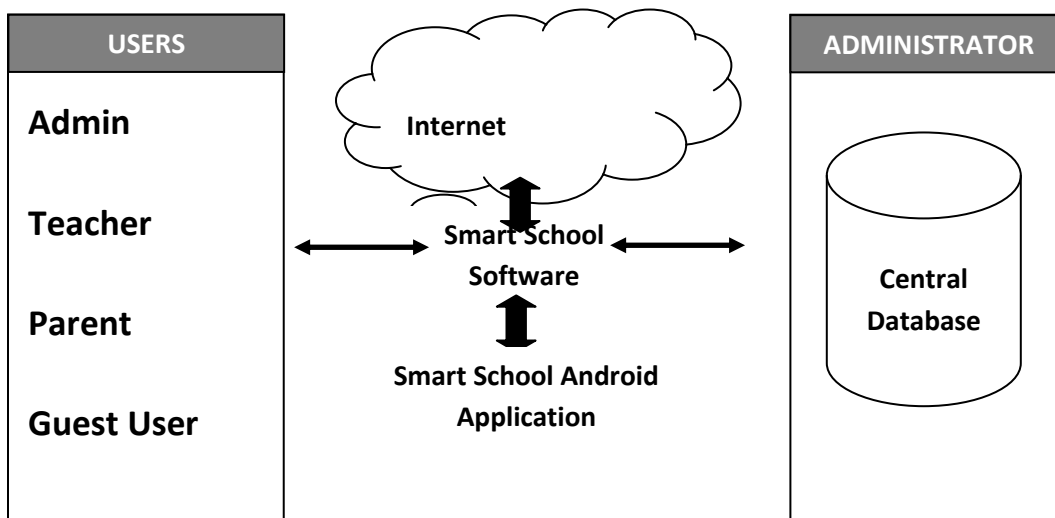 USERS
Admin
Teacher
Parent
Guest User
Internet
Smart School
Software
Smart School Android
Application
ADMINISTRATOR
Central
Database